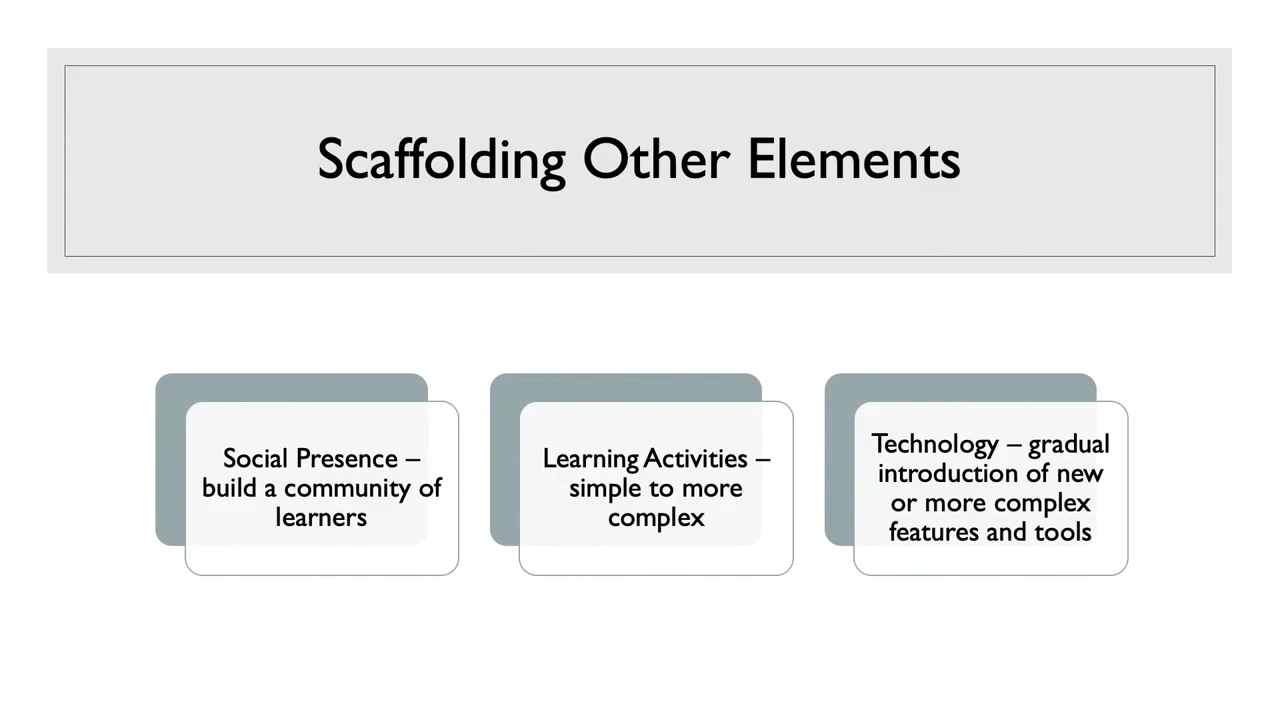 Scaffolding Other Elements
Social Presence –
build a community of
learners
Learning Activities –
simple to more
complex
Technology – gradual
introduction of new
or more complex
features and tools